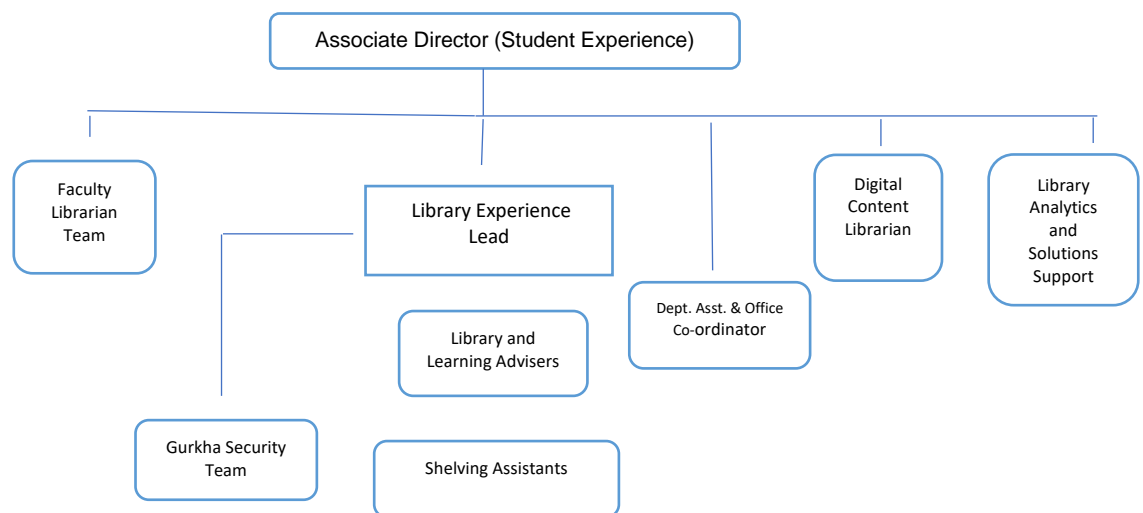 Associate Director (Student Experience)
Faculty
Librarian
Team
Library Experience
Lead
Digital
Content
Librarian
Library
Analytics
and
Solutions
Support
Dept. Asst. & Office
Co-ordinator
Library and
Learning Advisers
Gurkha Security
Team
Shelving Assistants